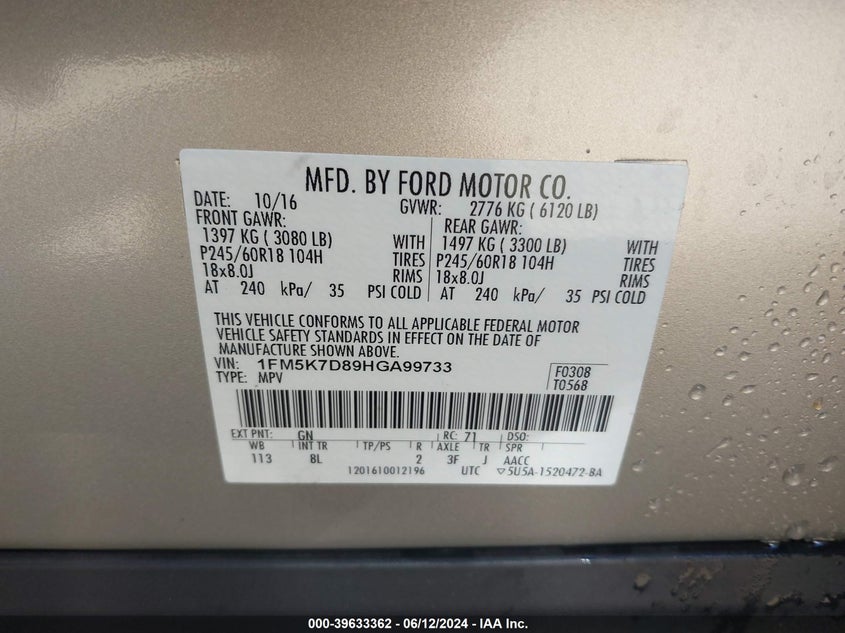 MFD. BY FORD MOTOR CO.
DATE: 10/16 GVWR: 2776 KG ( 6120 LB)
FRONT GAWR: REAR GAWR:
1397 KG ( 3080 LB) WITH 1497 KG ( 3300 LB) WITH
P245/60R18 104H TIRES P245/60R18 104H TIRES
18x8.0J RIMS 18x8.0J RIMS
AT 240 kPa/ 35 PSI COLD AT 240 kPa/ 35 PSI COLD
THIS VEHICLE CONFORMS TO ALL APPLICABLE FEDERAL MOTOR
VEHICLE SAFETY STANDARDS IN EFFECT ON THE DATE OF
MANUFACTURE SHOWN ABOVE.
VIN: 1FM5K7D89HGA99733 F0308
TYPE: MPV T0568
EXT PNT: GN RC: 71 DSO:
WB INT TR TP/PS R AXLE TR SPR
113 BL 2 3F J AACC
1201610012196 UTC ▽5U5A-1520472-BA
000-39633362 - 06/12/2024 - IAA Inc.